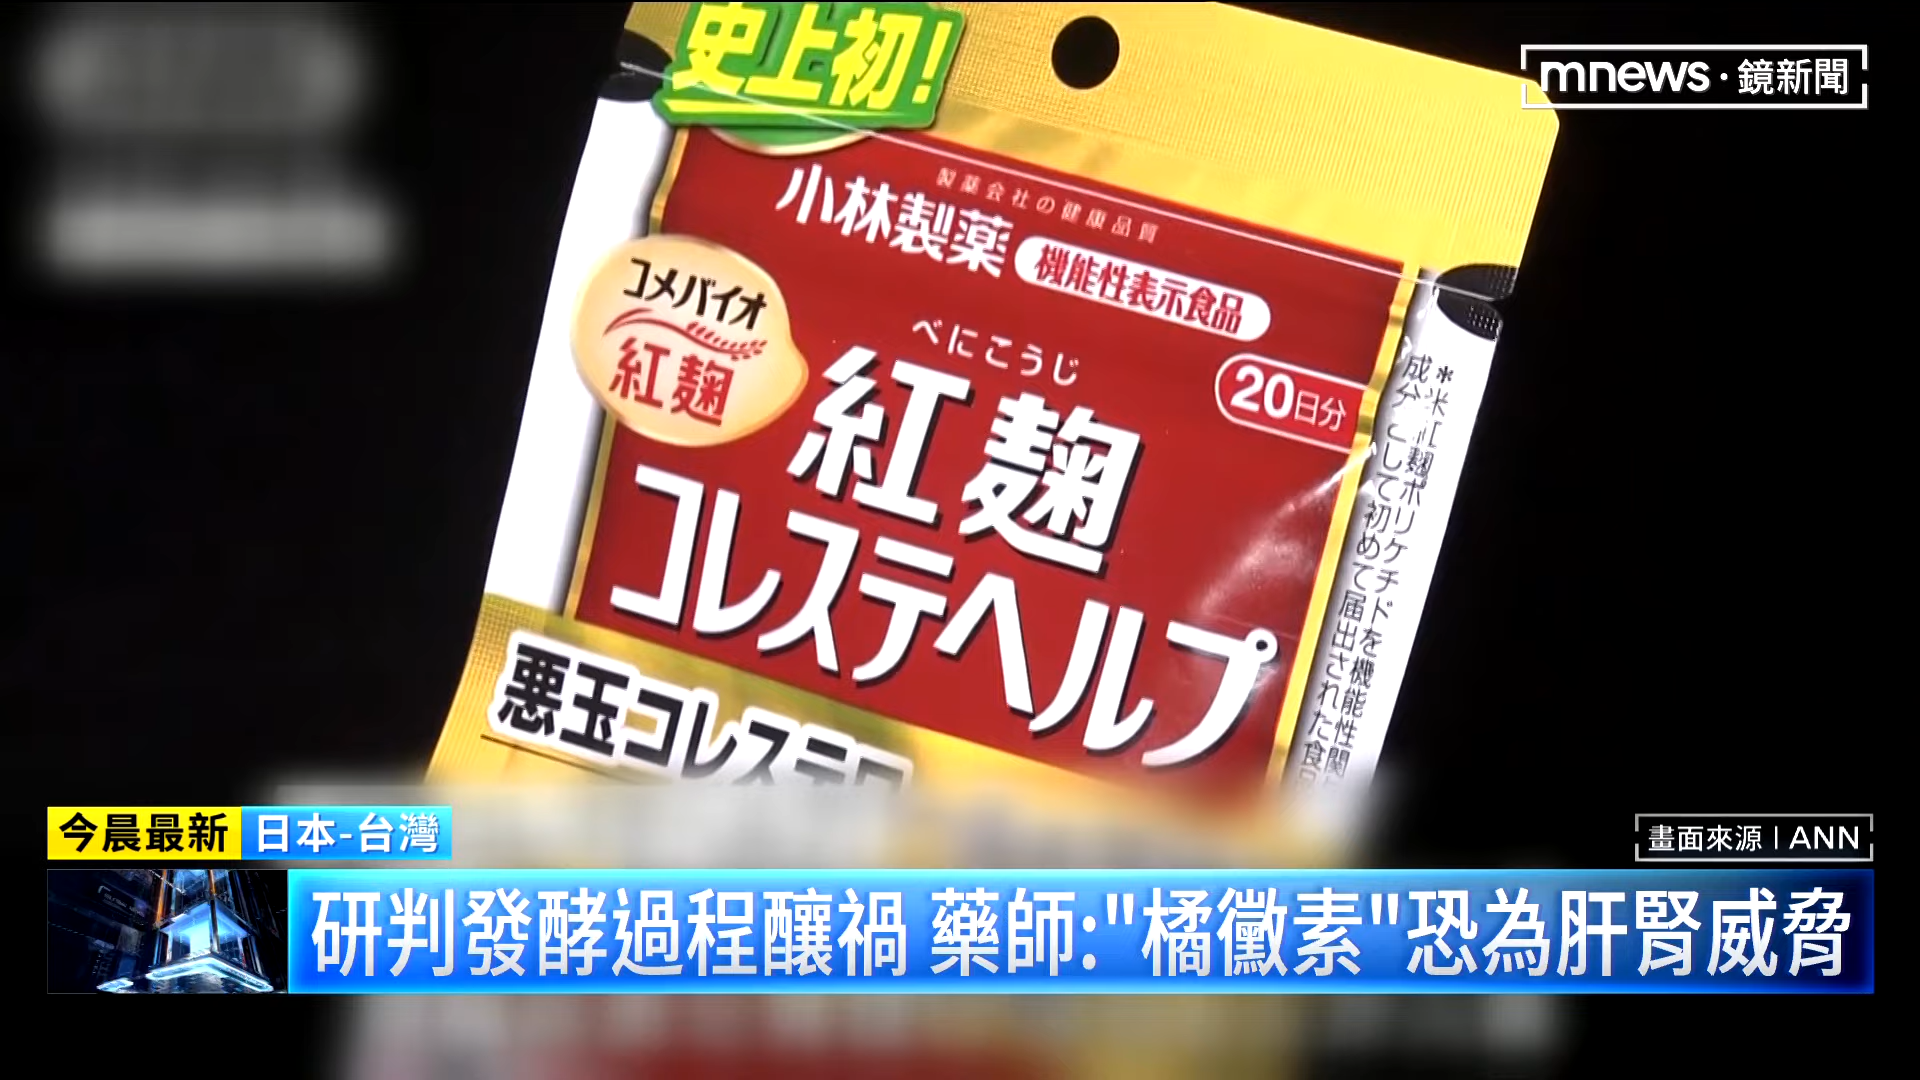 史上初!
mnews·鏡新聞
製薬会社の健康品質
小林製薬
機能性表示食品
コメバイオ
紅麹
べにこうじ
20日分
紅麹
コレステヘルプ
悪玉コレステロ
*米紅麹ポリケチドを機能性関
成分として初めて届出された食品
今晨最新
日本-台灣
畫面來源|ANN
研判發酵過程釀禍 藥師:"橘黴素"恐為肝腎威脅